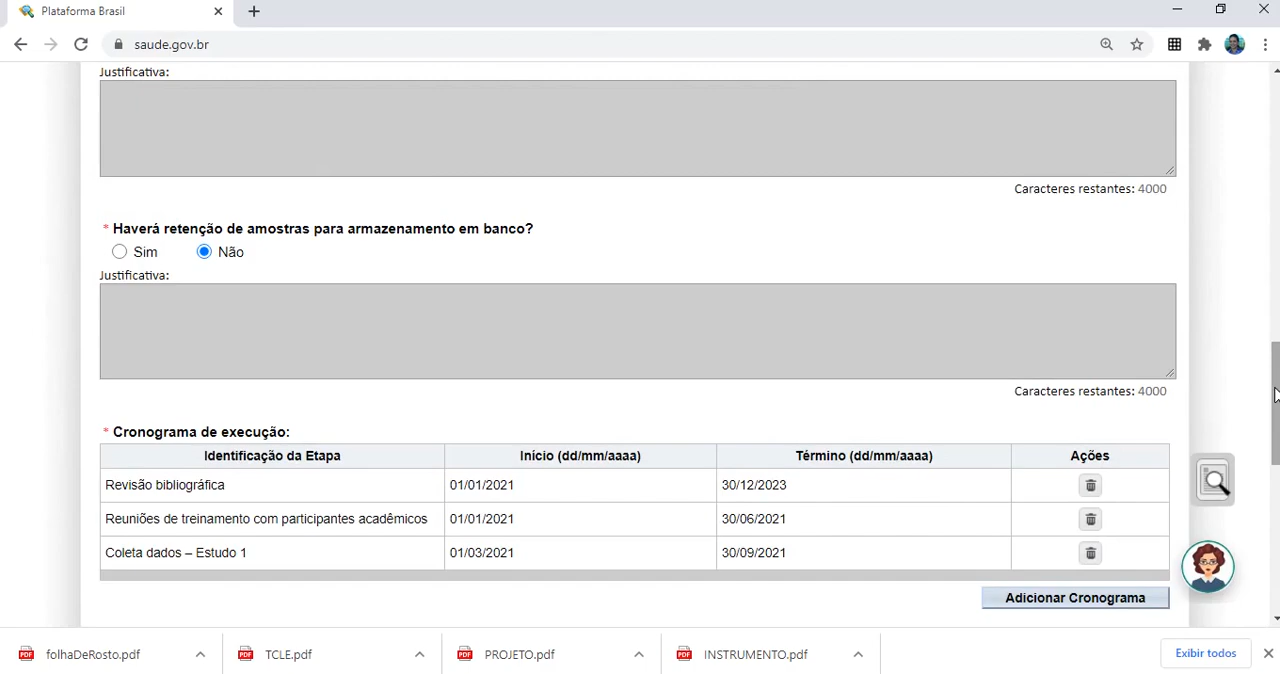 Plataforma Brasil
saude.gov.br
Justificativa:
Caracteres restantes: 4000
* Haverá retenção de amostras para armazenamento em banco?
Sim Não
Justificativa:
Caracteres restantes: 4000
* Cronograma de execução:
Identificação da Etapa Início (dd/mm/aaaa) Término (dd/mm/aaaa) Ações
Revisão bibliográfica 01/01/2021 30/12/2023
Reuniões de treinamento com participantes acadêmicos 01/01/2021 30/06/2021
Coleta dados – Estudo 1 01/03/2021 30/09/2021
Adicionar Cronograma
PDF folhaDeRosto.pdf PDF TCLE.pdf PDF PROJETO.pdf PDF INSTRUMENTO.pdf Exibir todos